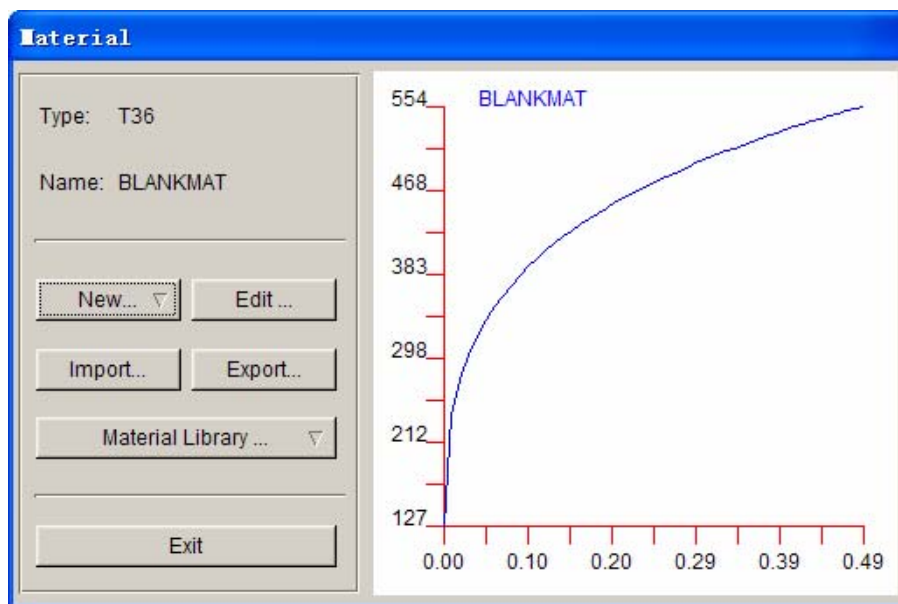 Material
Type: T36
Name: BLANKMAT
New...
Edit ...
Import...
Export...
Material Library ...
Exit
BLANKMAT
554
468
383
298
212
127
0.00 0.10 0.20 0.29 0.39 0.49